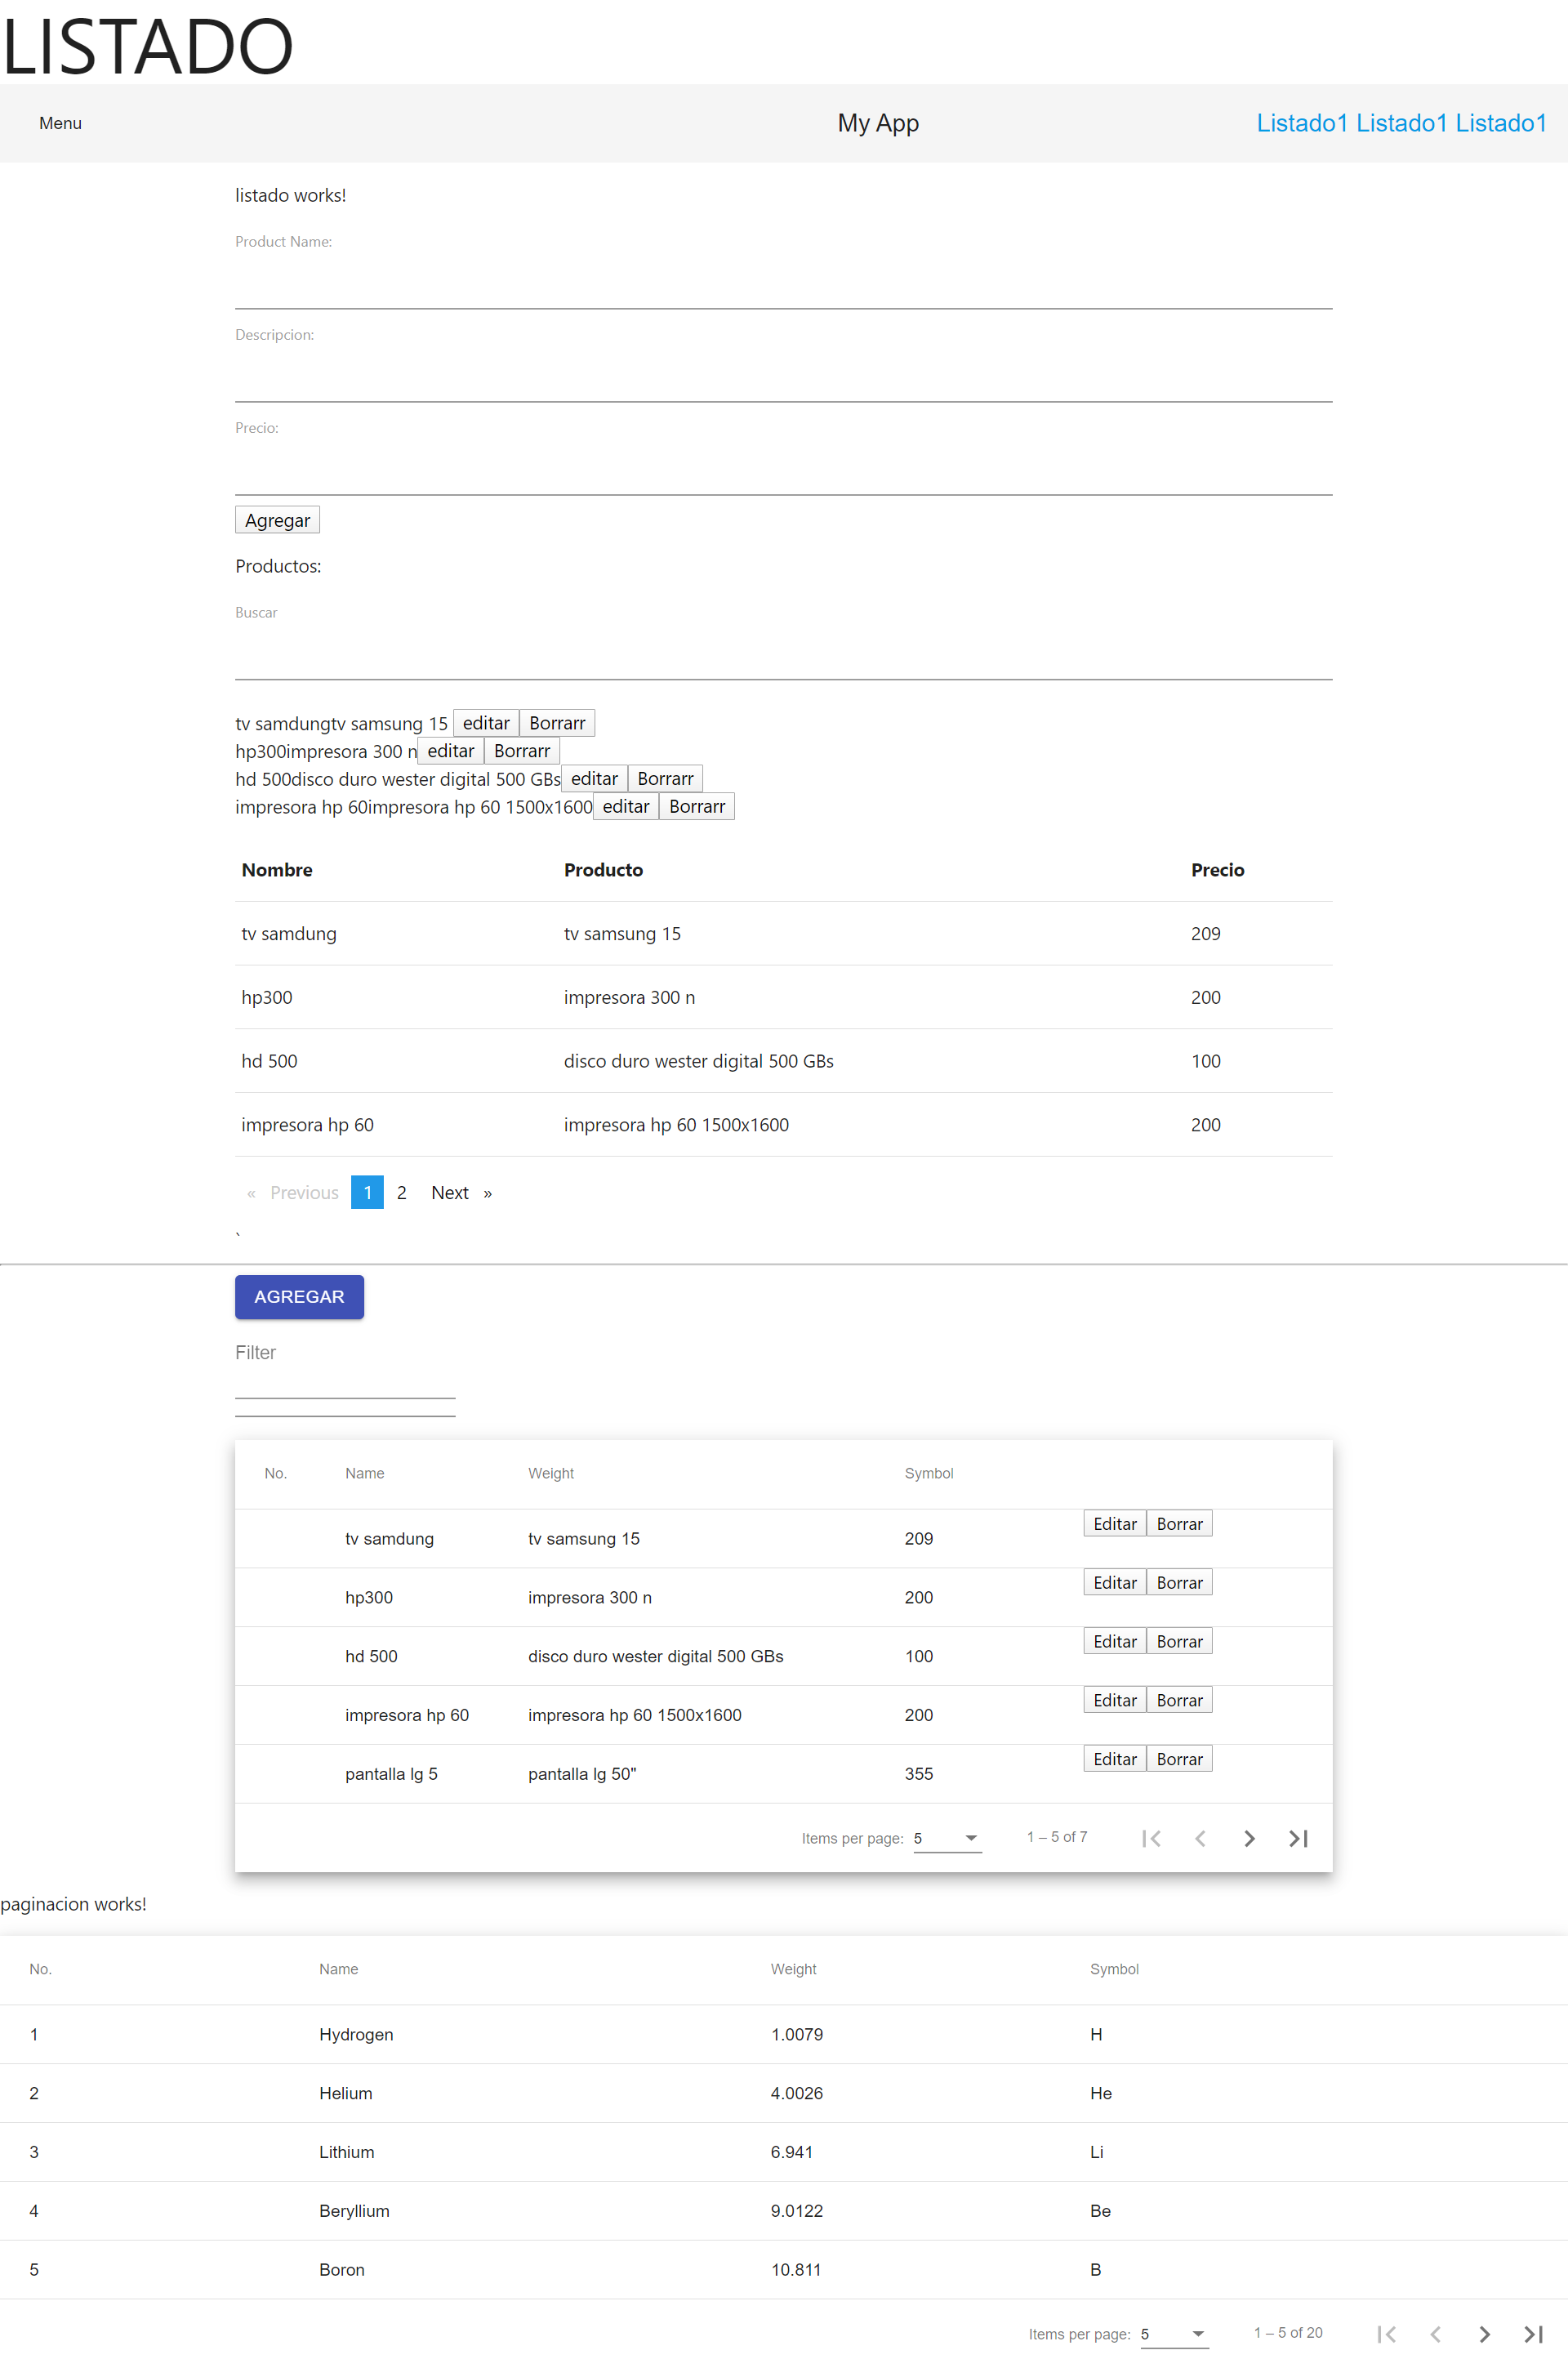 LISTADO
Menu My App Listado1 Listado1 Listado1
listado works!
Product Name:
Descripcion:
Precio:
Agregar
Productos:
Buscar
tv samdungtv samsung 15 editar Borrarr
hp300impresora 300 n editar Borrarr
hd 500disco duro wester digital 500 GBs editar Borrarr
impresora hp 60impresora hp 60 1500x1600 editar Borrarr
Nombre Producto Precio
tv samdung tv samsung 15 209
hp300 impresora 300 n 200
hd 500 disco duro wester digital 500 GBs 100
impresora hp 60 impresora hp 60 1500x1600 200
« Previous 1 2 Next »
`
AGREGAR
Filter
No. Name Weight Symbol
tv samdung tv samsung 15 209 Editar Borrar
hp300 impresora 300 n 200 Editar Borrar
hd 500 disco duro wester digital 500 GBs 100 Editar Borrar
impresora hp 60 impresora hp 60 1500x1600 200 Editar Borrar
pantalla lg 5 pantalla lg 50" 355 Editar Borrar
Items per page: 5 1 – 5 of 7
paginacion works!
No. Name Weight Symbol
1 Hydrogen 1.0079 H
2 Helium 4.0026 He
3 Lithium 6.941 Li
4 Beryllium 9.0122 Be
5 Boron 10.811 B
Items per page: 5 1 – 5 of 20